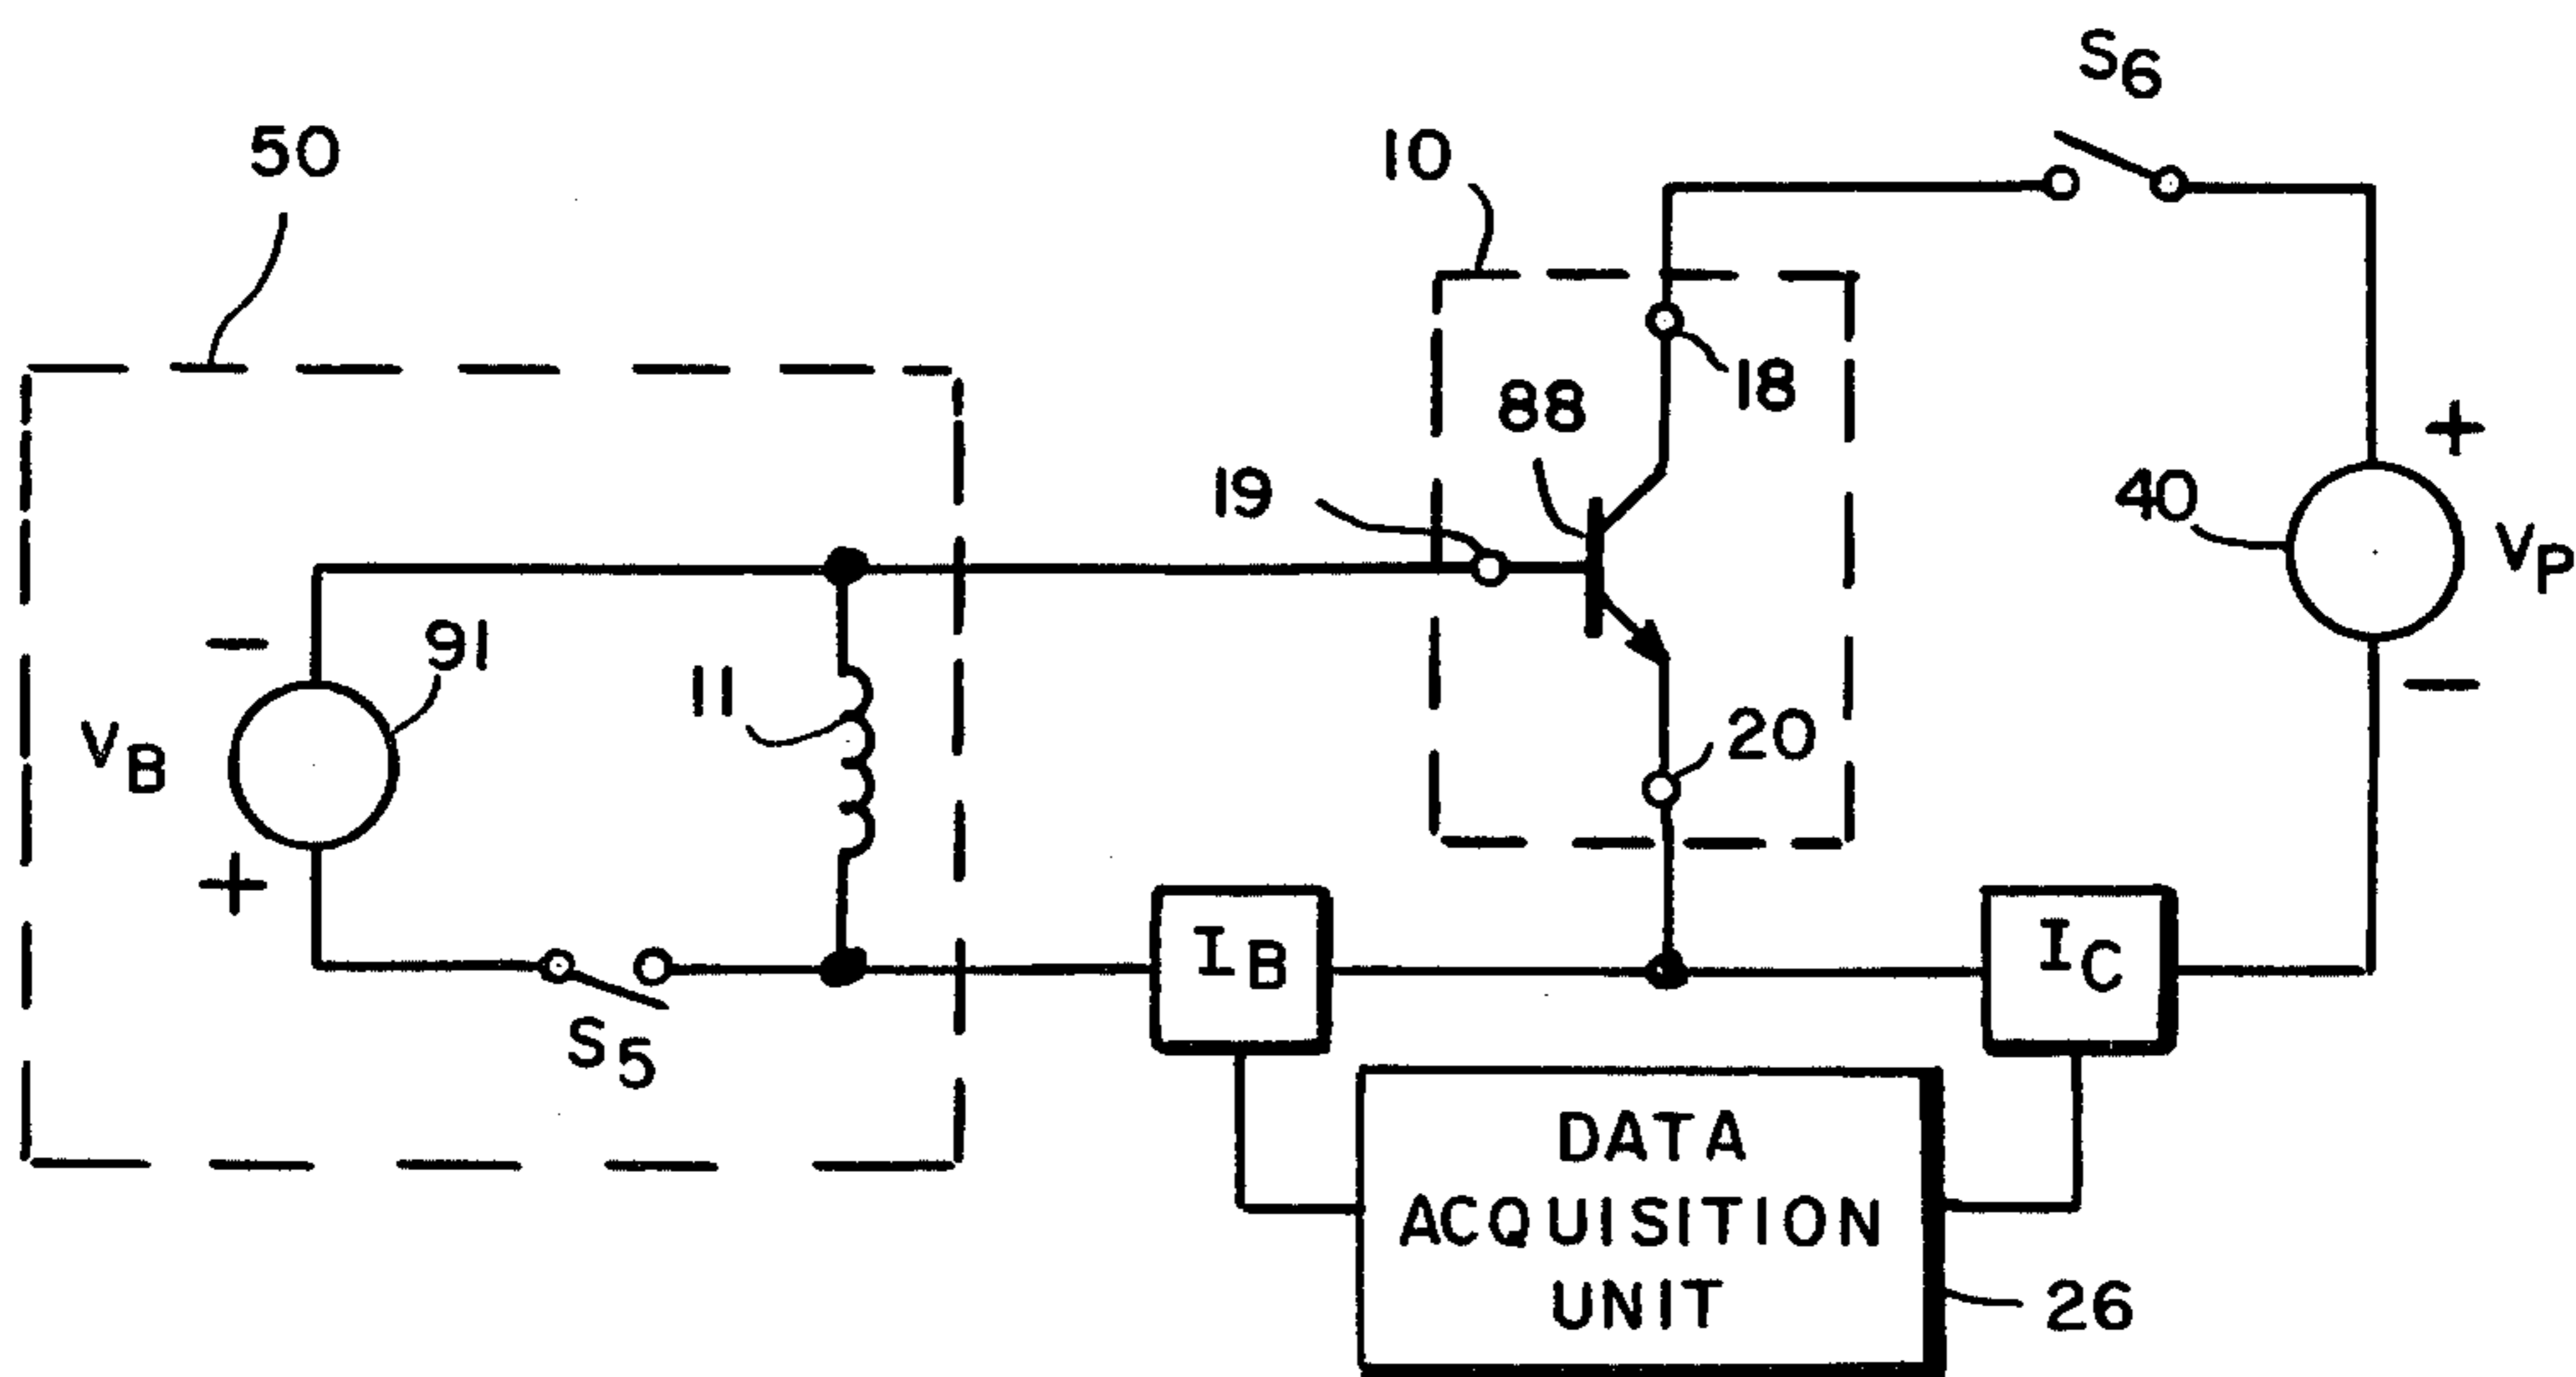 S6
50
10
18
88
19
+
40
VP
-
-
91
11
VB
20
+
IB
IC
S5
DATA
ACQUISITION
UNIT
26